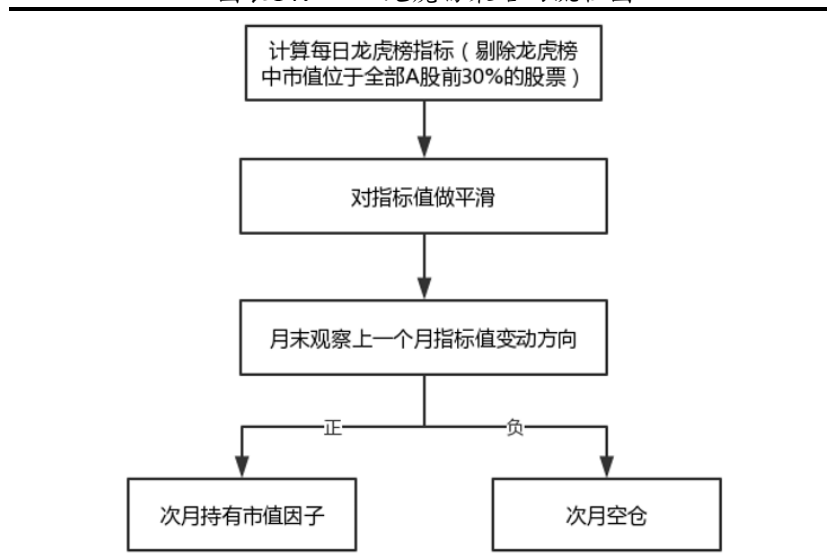 计算每日龙虎榜指标（剔除龙虎榜
中市值位于全部A股前30%的股票）
对指标值做平滑
月末观察上一个月指标值变动方向
正
负
次月持有市值因子
次月空仓